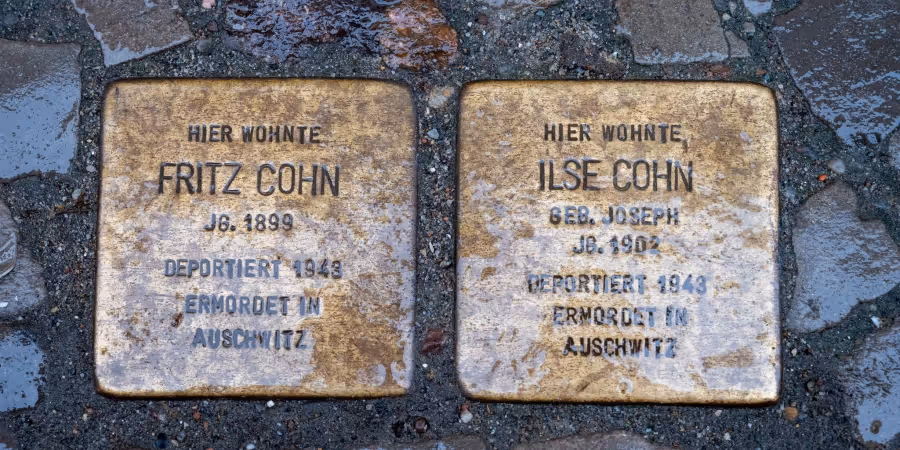 HIER WOHNTE
FRITZ COHN
JG. 1899
DEPORTIERT 1943
ERMORDET IN
AUSCHWITZ
HIER WOHNTE
ILSE COHN
GEB. JOSEPH
JG. 1902
DEPORTIERT 1943
ERMORDET IN
AUSCHWITZ